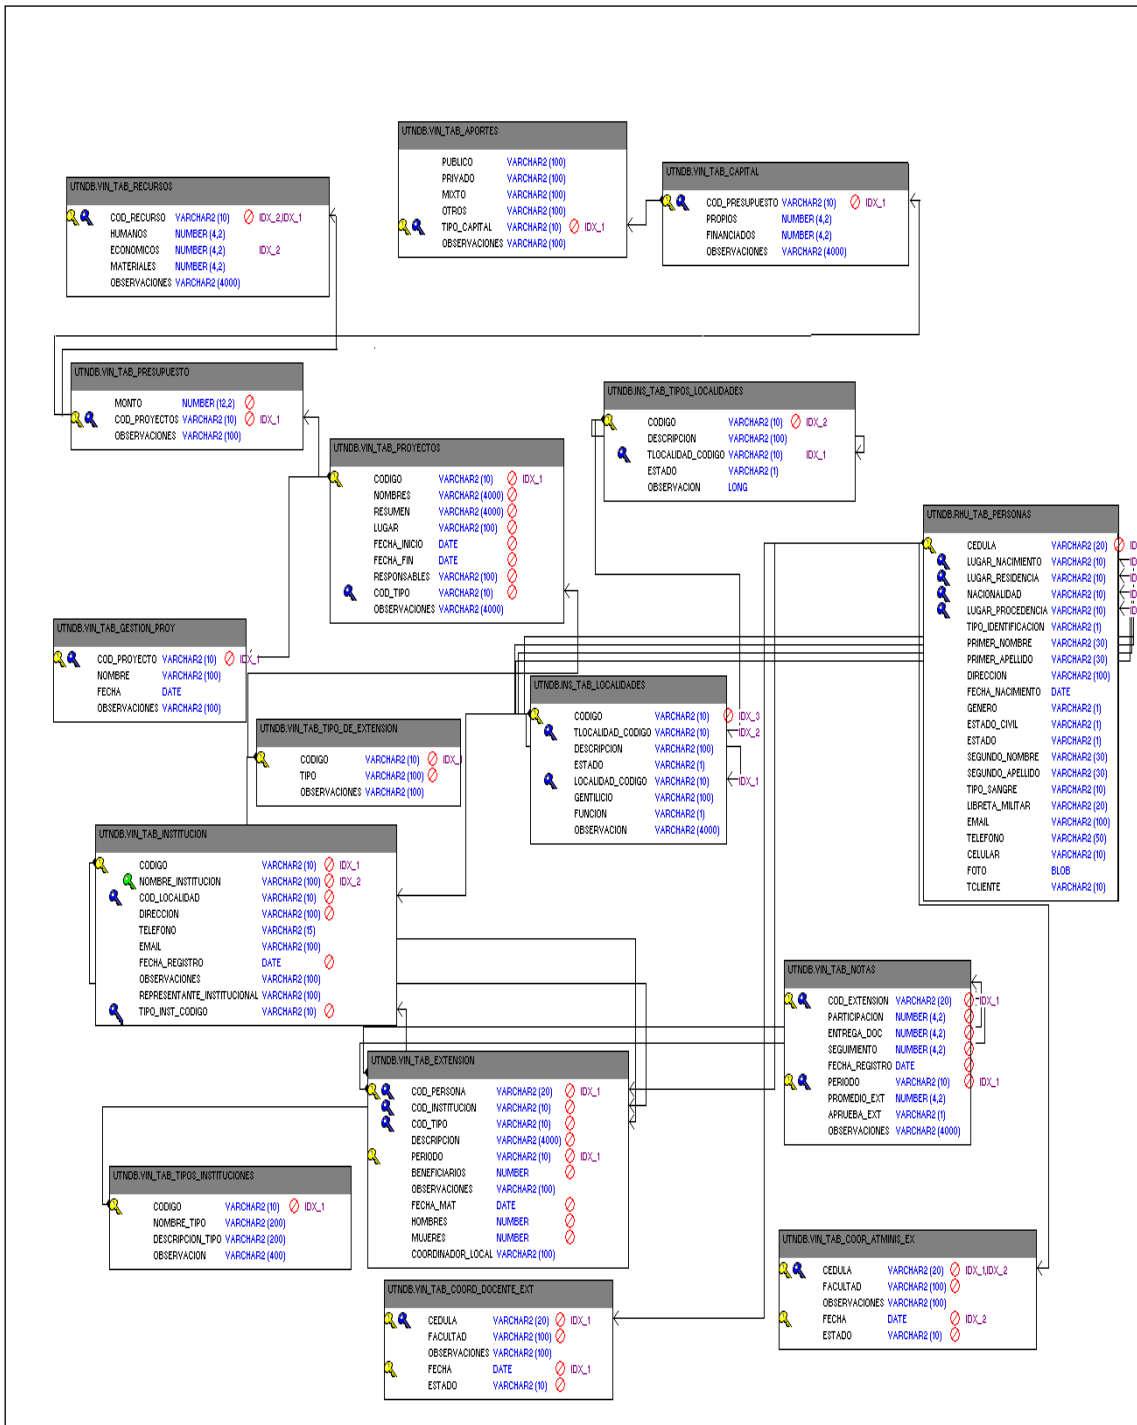 UTNDB.VIN_TAB_APORTES
PUBLICO VARCHAR2 (100)
PRIVADO VARCHAR2 (100)
MIXTO VARCHAR2 (100)
OTROS VARCHAR2 (100)
TIPO_CAPITAL VARCHAR2 (10) IDX_1
OBSERVACIONES VARCHAR2 (100)
UTNDB.VIN_TAB_CAPITAL
COD_PRESUPUESTO VARCHAR2 (10) IDX_1
PROPIOS NUMBER (4,2)
FINANCIADOS NUMBER (4,2)
OBSERVACIONES VARCHAR2 (4000)
UTNDB.VIN_TAB_RECURSOS
COD_RECURSO VARCHAR2 (10) IDX_2,IDX_1
HUMANOS NUMBER (4,2)
ECONOMICOS NUMBER (4,2) IDX_2
MATERIALES NUMBER (4,2)
OBSERVACIONES VARCHAR2 (4000)
UTNDB.VIN_TAB_PRESUPUESTO
MONTO NUMBER (12,2)
COD_PROYECTOS VARCHAR2 (10) IDX_1
OBSERVACIONES VARCHAR2 (100)
UTNDB.INS_TAB_TIPOS_LOCALIDADES
CODIGO VARCHAR2 (10) IDX_2
DESCRIPCION VARCHAR2 (100)
TLOCALIDAD_CODIGO VARCHAR2 (10) IDX_1
ESTADO VARCHAR2 (1)
OBSERVACION LONG
UTNDB.VIN_TAB_PROYECTOS
CODIGO VARCHAR2 (10) IDX_1
NOMBRES VARCHAR2 (4000)
RESUMEN VARCHAR2 (4000)
LUGAR VARCHAR2 (100)
FECHA_INICIO DATE
FECHA_FIN DATE
RESPONSABLES VARCHAR2 (100)
COD_TIPO VARCHAR2 (10)
OBSERVACIONES VARCHAR2 (4000)
UTNDB.RHU_TAB_PERSONAS
CEDULA VARCHAR2 (20)
LUGAR_NACIMIENTO VARCHAR2 (10)
LUGAR_RESIDENCIA VARCHAR2 (10)
NACIONALIDAD VARCHAR2 (10)
LUGAR_PROCEDENCIA VARCHAR2 (10)
TIPO_IDENTIFICACION VARCHAR2 (1)
PRIMER_NOMBRE VARCHAR2 (30)
PRIMER_APELLIDO VARCHAR2 (30)
DIRECCION VARCHAR2 (100)
FECHA_NACIMIENTO DATE
GENERO VARCHAR2 (1)
ESTADO_CIVIL VARCHAR2 (1)
ESTADO VARCHAR2 (1)
SEGUNDO_NOMBRE VARCHAR2 (30)
SEGUNDO_APELLIDO VARCHAR2 (30)
TIPO_SANGRE VARCHAR2 (10)
LIBRETA_MILITAR VARCHAR2 (20)
EMAIL VARCHAR2 (100)
TELEFONO VARCHAR2 (50)
CELULAR VARCHAR2 (10)
FOTO BLOB
TCLIENTE VARCHAR2 (10)
UTNDB.VIN_TAB_GESTION_PROY
COD_PROYECTO VARCHAR2 (10) IDX_1
NOMBRE VARCHAR2 (100)
FECHA DATE
OBSERVACIONES VARCHAR2 (100)
UTNDB.INS_TAB_LOCALIDADES
CODIGO VARCHAR2 (10) IDX_3
TLOCALIDAD_CODIGO VARCHAR2 (10) IDX_2
DESCRIPCION VARCHAR2 (100)
ESTADO VARCHAR2 (1)
LOCALIDAD_CODIGO VARCHAR2 (10) IDX_1
GENTILICIO VARCHAR2 (100)
FUNCION VARCHAR2 (1)
OBSERVACION VARCHAR2 (4000)
UTNDB.VIN_TAB_TIPO_DE_EXTENSION
CODIGO VARCHAR2 (10)
TIPO VARCHAR2 (100)
OBSERVACIONES VARCHAR2 (100)
UTNDB.VIN_TAB_INSTITUCION
CODIGO VARCHAR2 (10) IDX_1
NOMBRE_INSTITUCION VARCHAR2 (100) IDX_2
COD_LOCALIDAD VARCHAR2 (10)
DIRECCION VARCHAR2 (100)
TELEFONO VARCHAR2 (15)
EMAIL VARCHAR2 (100)
FECHA_REGISTRO DATE
OBSERVACIONES VARCHAR2 (100)
REPRESENTANTE_INSTITUCIONAL VARCHAR2 (100)
TIPO_INST_CODIGO VARCHAR2 (10)
UTNDB.VIN_TAB_NOTAS
COD_EXTENSION VARCHAR2 (20) IDX_1
PARTICIPACION NUMBER (4,2)
ENTREGA_DOC NUMBER (4,2)
SEGUIMIENTO NUMBER (4,2)
FECHA_REGISTRO DATE
PERIODO VARCHAR2 (10) IDX_1
PROMEDIO_EXT NUMBER (4,2)
APRUEBA_EXT VARCHAR2 (1)
OBSERVACIONES VARCHAR2 (4000)
UTNDB.VIN_TAB_EXTENSION
COD_PERSONA VARCHAR2 (20) IDX_1
COD_INSTITUCION VARCHAR2 (10)
COD_TIPO VARCHAR2 (10)
DESCRIPCION VARCHAR2 (4000)
PERIODO VARCHAR2 (10) IDX_1
BENEFICIARIOS NUMBER
OBSERVACIONES VARCHAR2 (100)
FECHA_MAT DATE
HOMBRES NUMBER
MUJERES NUMBER
COORDINADOR_LOCAL VARCHAR2 (100)
UTNDB.VIN_TAB_TIPOS_INSTITUCIONES
CODIGO VARCHAR2 (10) IDX_1
NOMBRE_TIPO VARCHAR2 (200)
DESCRIPCION_TIPO VARCHAR2 (200)
OBSERVACION VARCHAR2 (400)
UTNDB.VIN_TAB_COOR_ATMINIS_EX
CEDULA VARCHAR2 (20) IDX_1,IDX_2
FACULTAD VARCHAR2 (100)
OBSERVACIONES VARCHAR2 (100)
FECHA DATE IDX_2
ESTADO VARCHAR2 (10)
UTNDB.VIN_TAB_COORD_DOCENTE_EXT
CEDULA VARCHAR2 (20) IDX_1
FACULTAD VARCHAR2 (100)
OBSERVACIONES VARCHAR2 (100)
FECHA DATE IDX_1
ESTADO VARCHAR2 (10)